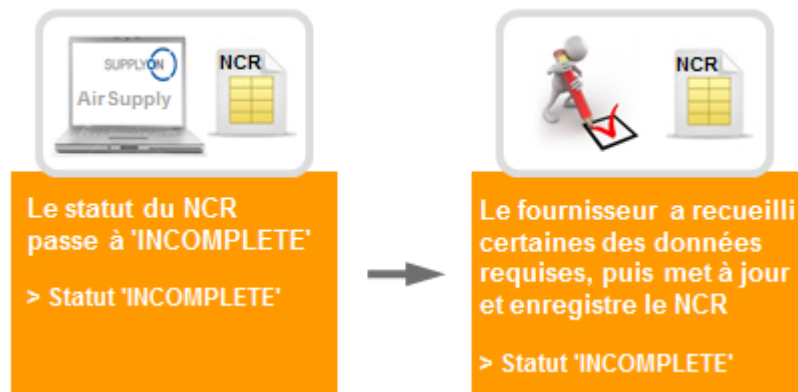 SUPPLYON
AirSupply
NCR
Le statut du NCR
passe à 'INCOMPLETE'
> Statut 'INCOMPLETE'
NCR
Le fournisseur a recueilli
certaines des données
requises, puis met à jour
et enregistre le NCR
> Statut 'INCOMPLETE'